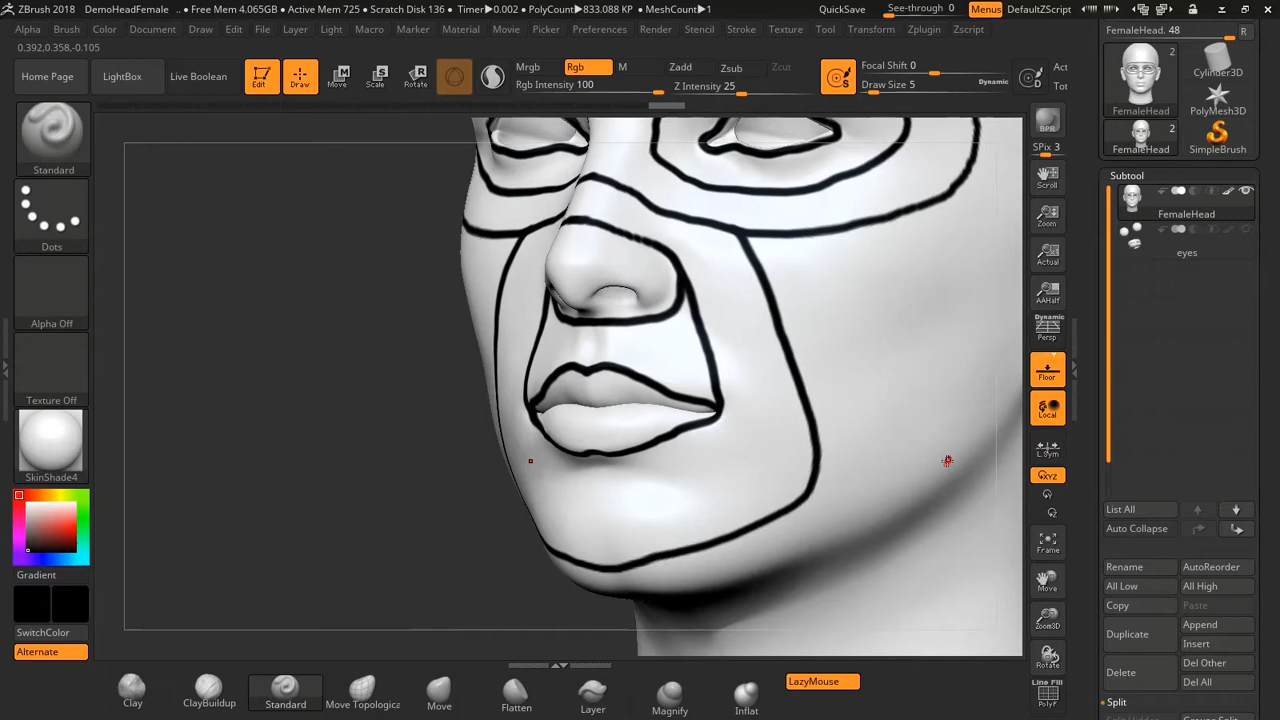 ZBrush 2018 DemoHeadFemale .. • Free Mem 4.065GB • Active Mem 725 • Scratch Disk 136 • Timer▶0.002 • PolyCount▶833.088 KP • MeshCount▶1 QuickSave See-through 0 Menus DefaultZScript
Alpha Brush Color Document Draw Edit File Layer Light Macro Marker Material Movie Picker Preferences Render Stencil Stroke Texture Tool Transform Zplugin Zscript
0.392,0.358,-0.105
Home Page LightBox Live Boolean Edit Draw Move Scale Rotate
Mrgb Rgb M Zadd Zsub Zcut Focal Shift 0
Rgb Intensity 100 Z Intensity 25 Draw Size 5 Dynamic
Act
Tot
FemaleHead. 48 R
2
FemaleHead Cylinder3D
PolyMesh3D
2
FemaleHead SimpleBrush
Standard
Dots
Alpha Off
Texture Off
SkinShade4
Gradient
SwitchColor
Alternate
BPR
SPix 3
Scroll
Zoom
Actual
AAHalf
Dynamic
Persp
Floor
Local
L.Sym
XYZ
Y
Z
Frame
Move
Zoom3D
Rotate
Line Fill
PolyF
Subtool
FemaleHead
eyes
List All
Auto Collapse
Rename AutoReorder
All Low All High
Copy Paste
Duplicate Append
Insert
Delete Del Other
Del All
Split
Clay ClayBuildup Standard Move Topologica Move Flatten Layer Magnify Inflat LazyMouse